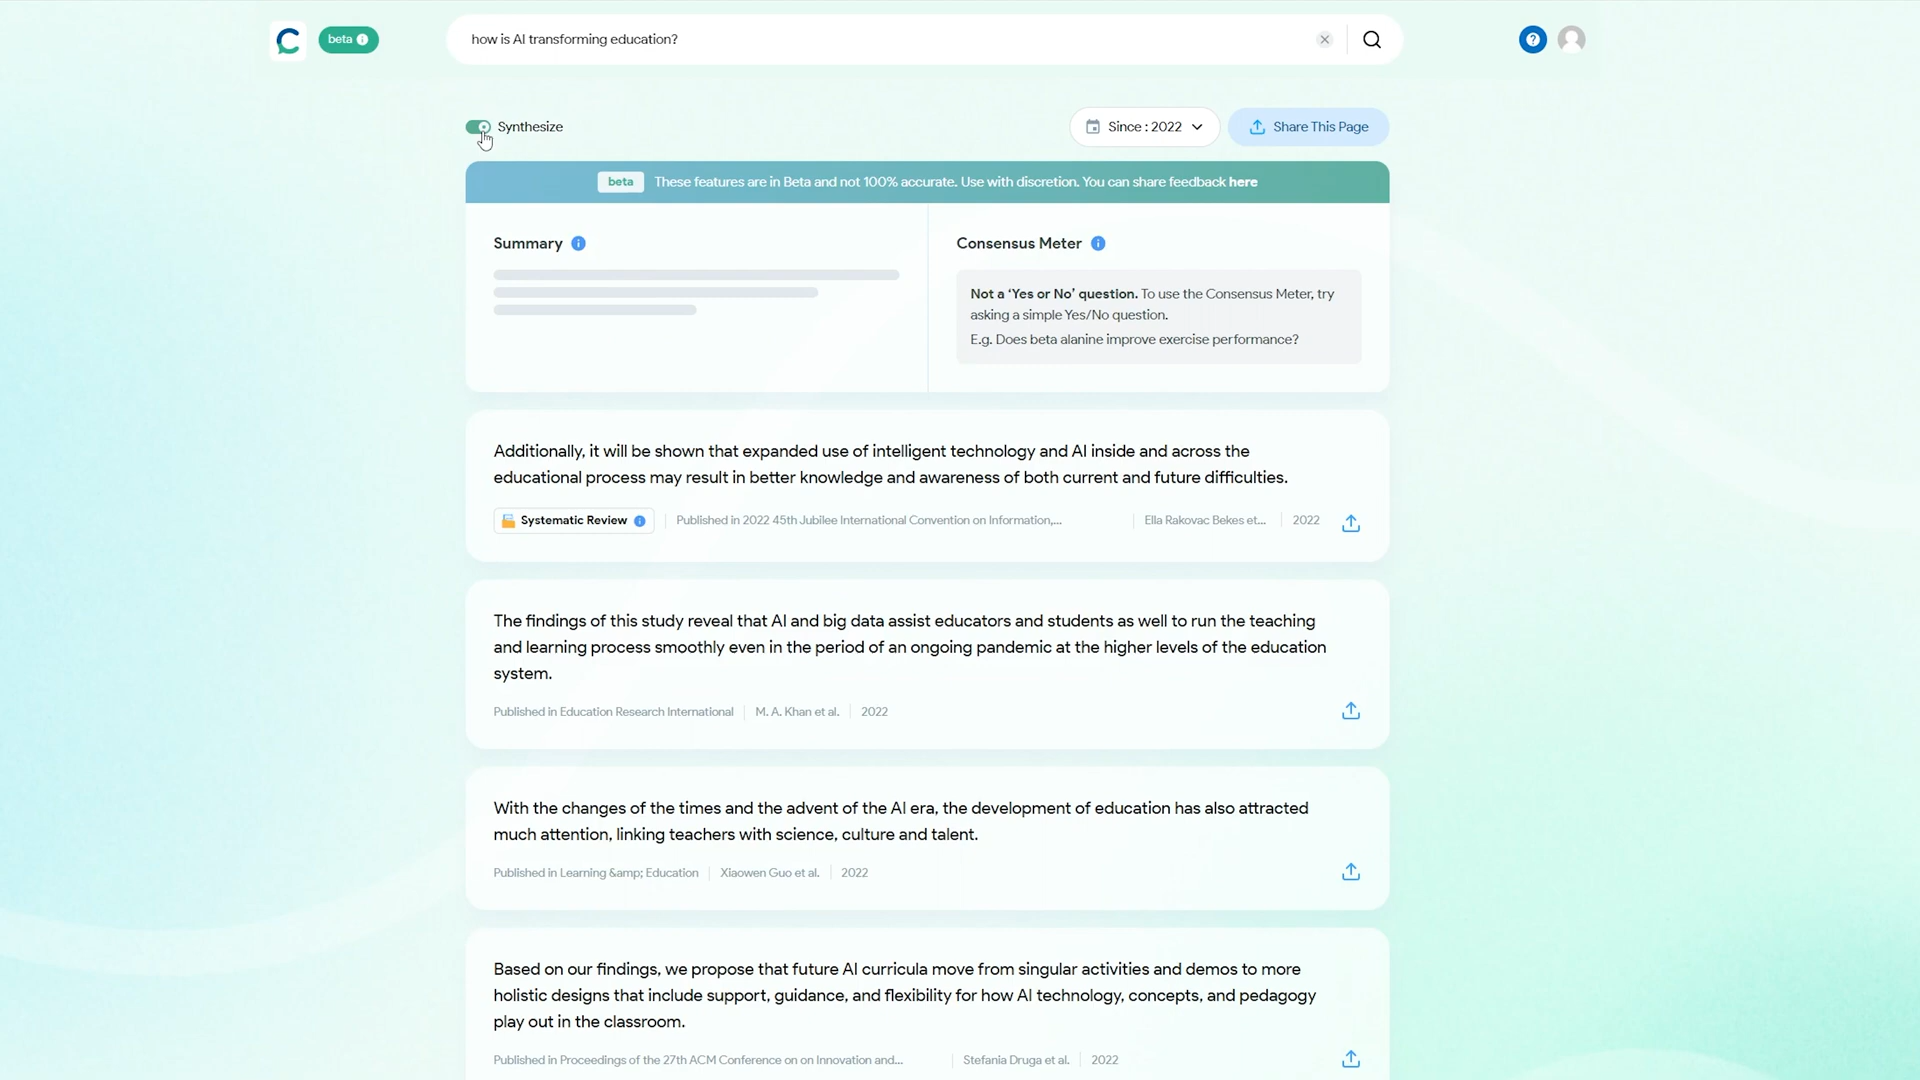 beta
how is AI transforming education?
Synthesize
Since : 2022
Share This Page
beta
These features are in Beta and not 100% accurate. Use with discretion. You can share feedback here
Summary
Consensus Meter
Not a ‘Yes or No’ question. To use the Consensus Meter, try
asking a simple Yes/No question.
E.g. Does beta alanine improve exercise performance?
Additionally, it will be shown that expanded use of intelligent technology and AI inside and across the
educational process may result in better knowledge and awareness of both current and future difficulties.
Systematic Review
Published in 2022 45th Jubilee International Convention on Information,...
Ella Rakovac Bekes et...
2022
The findings of this study reveal that AI and big data assist educators and students as well to run the teaching
and learning process smoothly even in the period of an ongoing pandemic at the higher levels of the education
system.
Published in Education Research International
M. A. Khan et al.
2022
With the changes of the times and the advent of the AI era, the development of education has also attracted
much attention, linking teachers with science, culture and talent.
Published in Learning &amp; Education
Xiaowen Guo et al.
2022
Based on our findings, we propose that future AI curricula move from singular activities and demos to more
holistic designs that include support, guidance, and flexibility for how AI technology, concepts, and pedagogy
play out in the classroom.
Published in Proceedings of the 27th ACM Conference on on Innovation and...
Stefania Druga et al.
2022